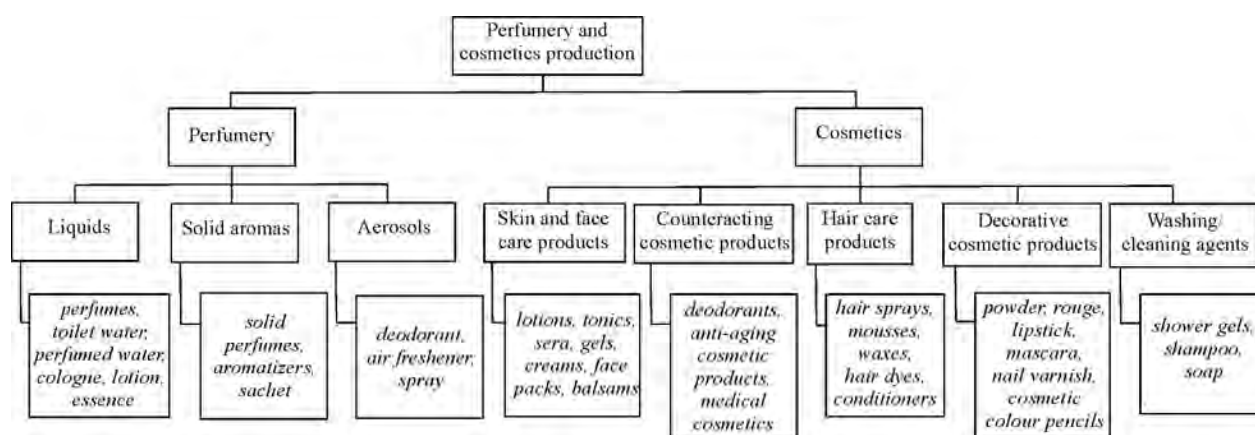 Perfumery and
cosmetics production
Perfumery
Cosmetics
Liquids
Solid aromas
Aerosols
Skin and face
care products
Counteracting
cosmetic products
Hair care
products
Decorative
cosmetic products
Washing/
cleaning agents
perfumes,
toilet water,
perfumed water,
cologne, lotion,
essence
solid
perfumes,
aromatizers,
sachet
deodorant,
air freshener,
spray
lotions, tonics,
sera, gels,
creams, face
packs, balsams
deodorants,
anti-aging
cosmetic
products,
medical
cosmetics
hair sprays,
mousses,
waxes,
hair dyes,
conditioners
powder, rouge,
lipstick,
mascara,
nail varnish,
cosmetic
colour pencils
shower gels,
shampoo,
soap